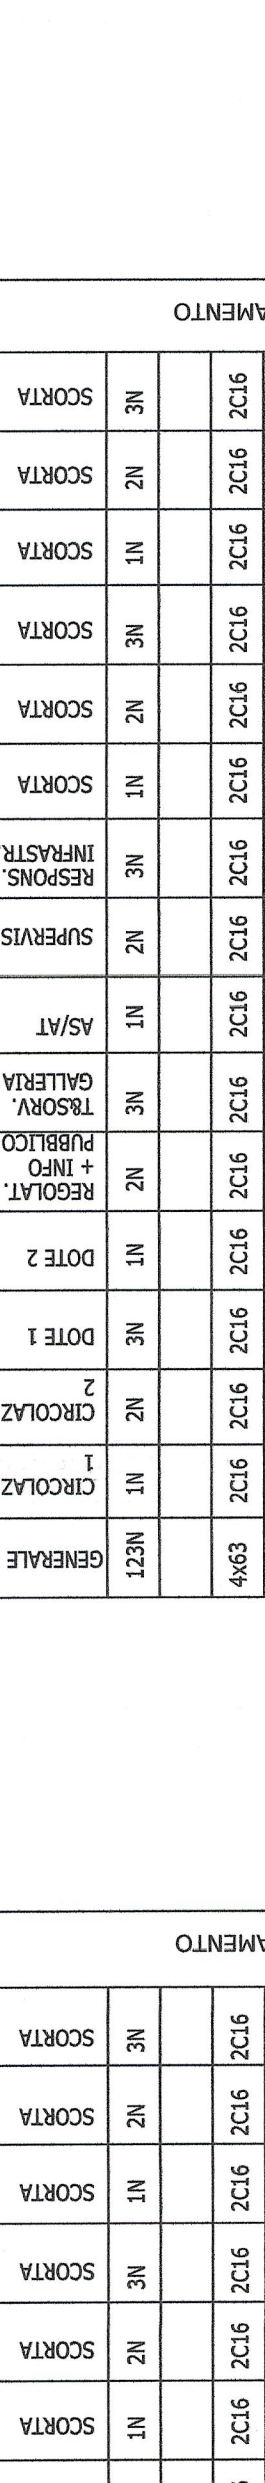 AMENTO
SCORTA 3N 2C16
SCORTA 2N 2C16
SCORTA 1N 2C16
SCORTA 3N 2C16
SCORTA 2N 2C16
SCORTA 1N 2C16
RESPONS.
INFRASTR. 3N 2C16
SUPERVIS 2N 2C16
AS/AT 1N 2C16
T&SORV.
GALLERIA 3N 2C16
REGOLAT.
+ INFO
PUBBLICO 2N 2C16
DOTE 2 1N 2C16
DOTE 1 3N 2C16
CIRCOLAZ
2 2N 2C16
CIRCOLAZ
1 1N 2C16
GENERALE 123N 4x63
AMENTO
SCORTA 3N 2C16
SCORTA 2N 2C16
SCORTA 1N 2C16
SCORTA 3N 2C16
SCORTA 2N 2C16
SCORTA 1N 2C16